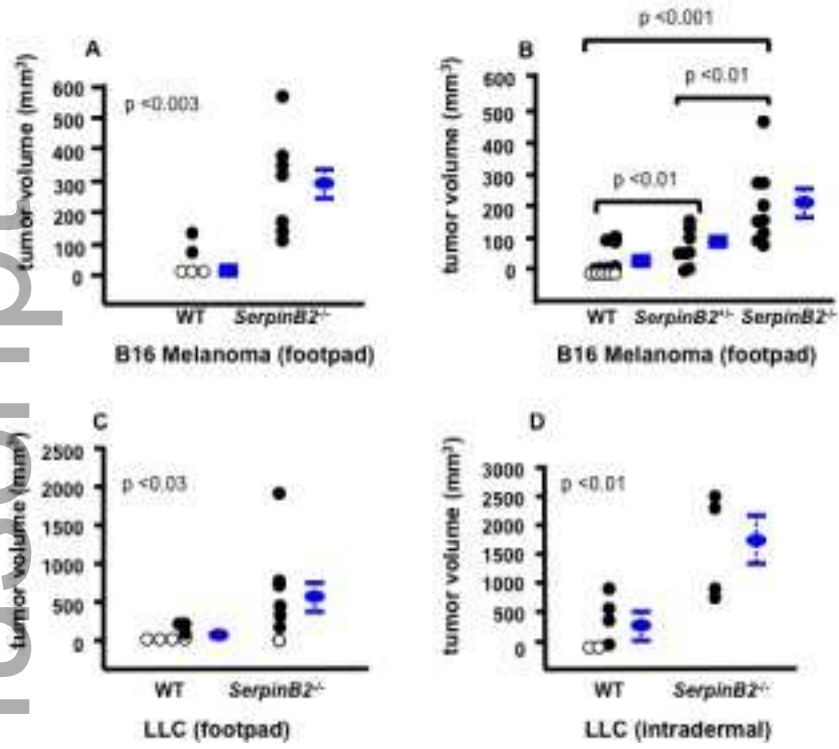 A
tumor volume (mm³)
600
500
400
300
200
100
0
p <0.003
WT SerpinB2-/-
B16 Melanoma (footpad)
B
tumor volume (mm³)
600
500
400
300
200
100
0
p <0.001
p <0.01
p <0.01
WT SerpinB2+/- SerpinB2-/-
B16 Melanoma (footpad)
C
tumor volume (mm³)
2500
2000
1500
1000
500
0
p <0.03
WT SerpinB2-/-
LLC (footpad)
D
tumor volume (mm³)
3000
2500
2000
1500
1000
500
0
p <0.01
WT SerpinB2-/-
LLC (intradermal)